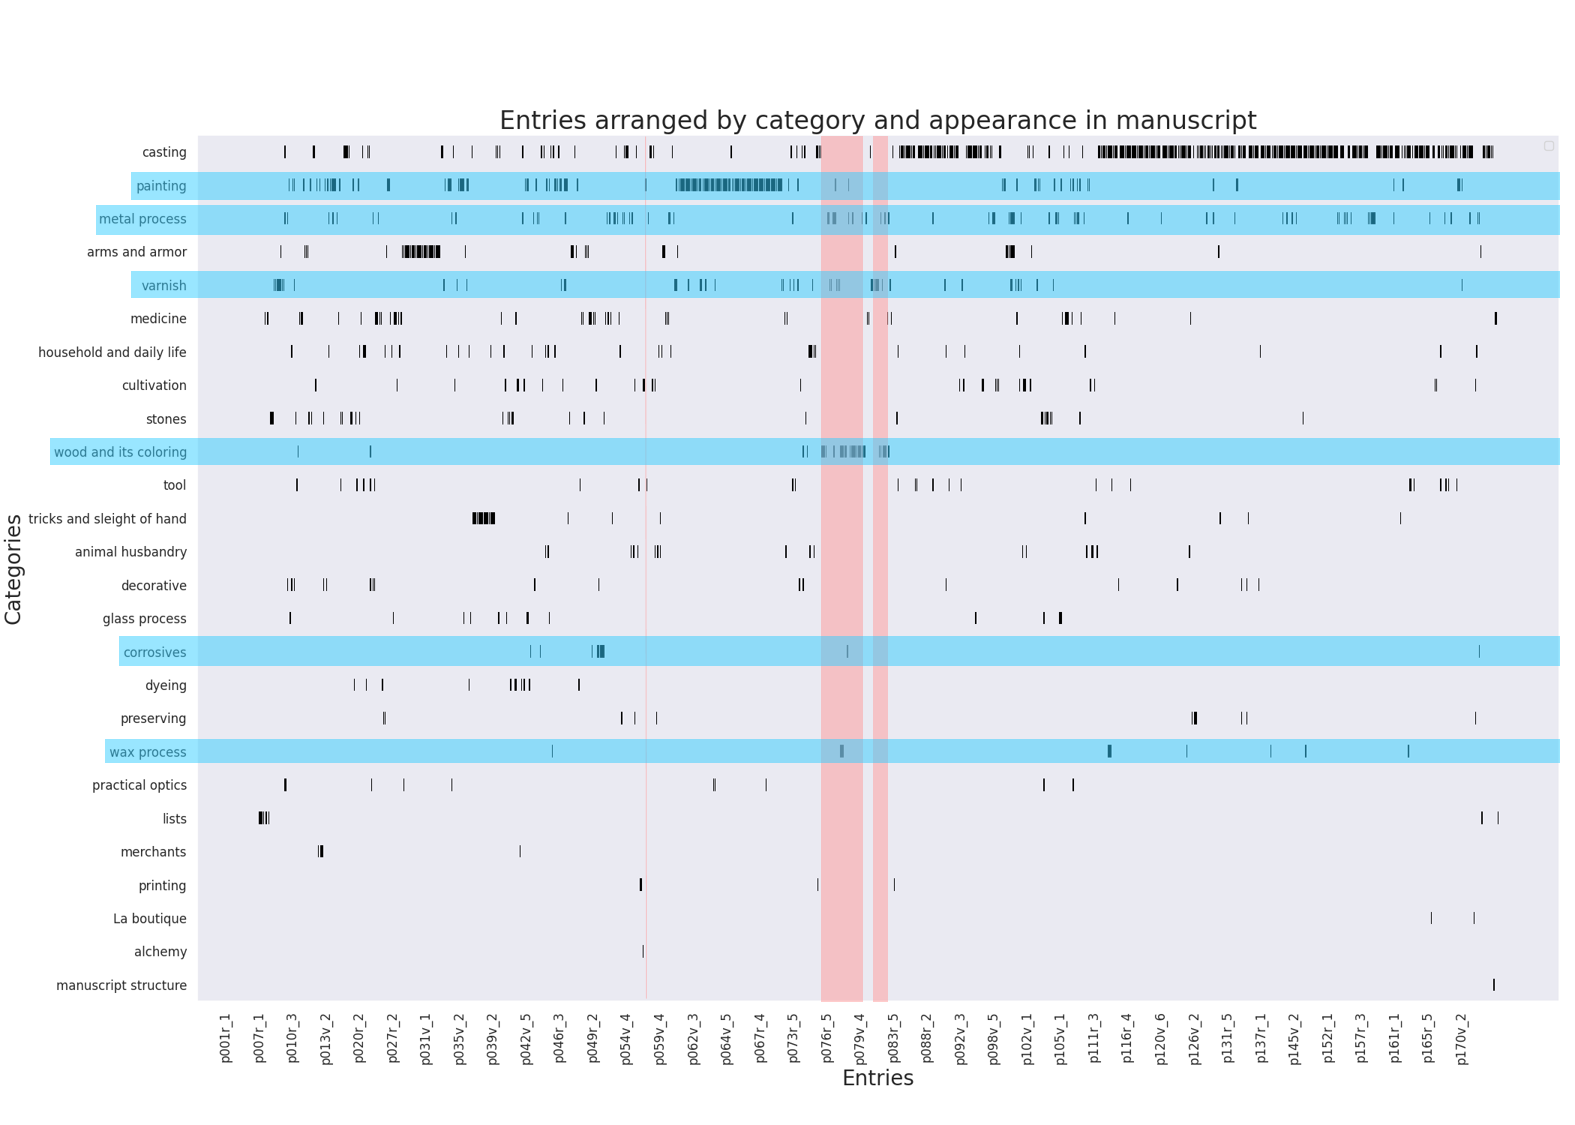 Entries arranged by category and appearance in manuscript
casting
painting
metal process
arms and armor
varnish
medicine
household and daily life
cultivation
stones
wood and its coloring
tool
tricks and sleight of hand
animal husbandry
decorative
glass process
corrosives
dyeing
preserving
wax process
practical optics
lists
merchants
printing
La boutique
alchemy
manuscript structure
Categories
p001r_1
p007r_1
p010r_3
p013v_2
p020r_2
p027r_2
p031v_1
p035v_2
p039v_2
p042v_5
p046r_3
p049r_2
p054v_4
p059v_4
p062v_3
p064v_5
p067r_4
p073r_5
p076r_5
p079v_4
p083r_5
p088r_2
p092v_3
p098v_5
p102v_1
p105v_1
p111r_3
p116r_4
p120v_6
p126v_2
p131r_5
p137r_1
p145v_2
p152r_1
p157r_3
p161r_1
p165r_5
p170v_2
Entries